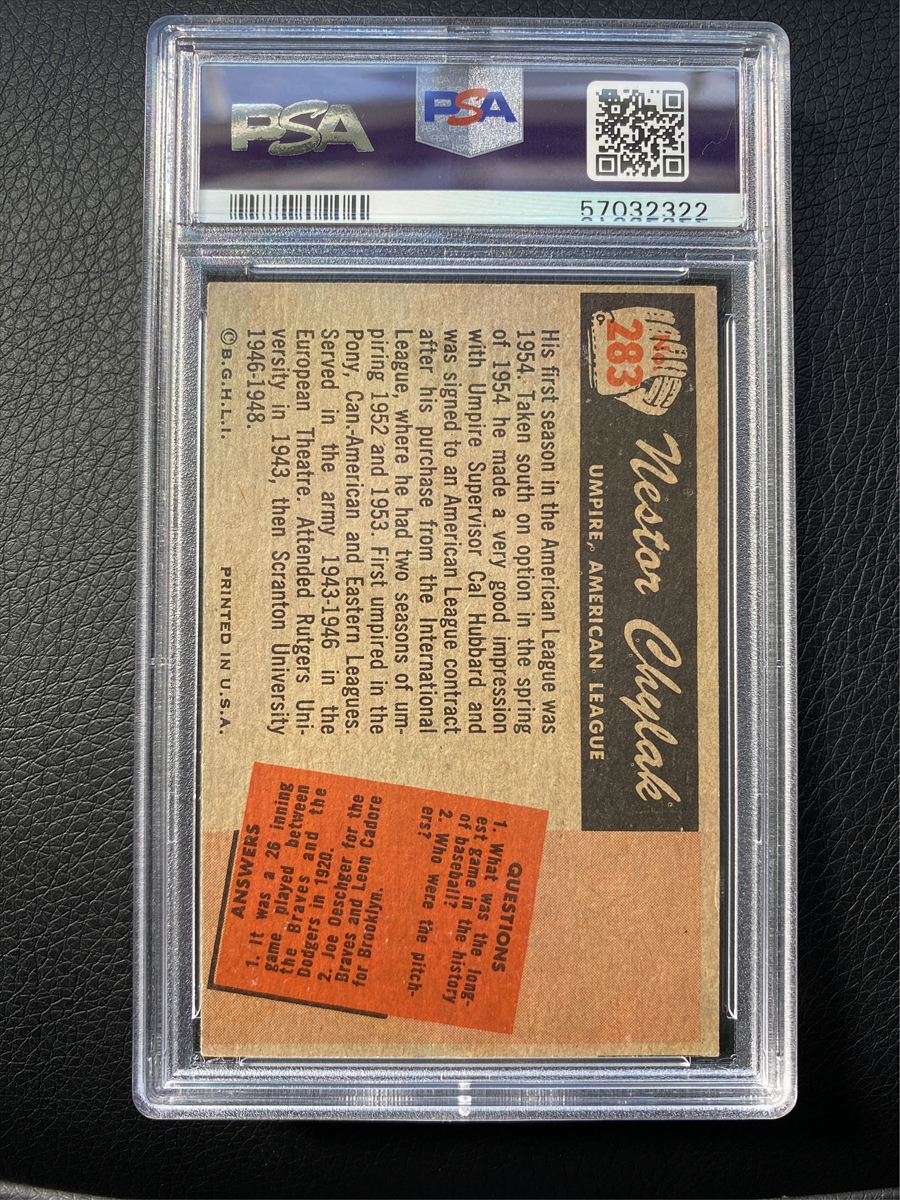 PSA
PSA
57032322
No.
283
Nestor Chylak
UMPIRE, AMERICAN LEAGUE
His first season in the American League was
1954. Taken south on option in the spring
of 1954 he made a very good impression
with Umpire Supervisor Cal Hubbard and
was signed to an American League contract
after his purchase from the International
League, where he had two seasons of um-
piring 1952 and 1953. First umpired in the
Pony, Can.-American and Eastern Leagues.
Served in the army 1943-1946 in the
European Theatre. Attended Rutgers Uni-
versity in 1943, then Scranton University
1946-1948.
©B.G.H.L.I.
PRINTED IN U.S.A.
QUESTIONS
1. What was the long-
est game in the history
of baseball?
2. Who were the pitch-
ers?
ANSWERS
1. It was a 26 inning
game played between
the Braves and the
Dodgers in 1920.
2. Joe Oeschger for the
Braves and Leon Cadore
for Brooklyn.